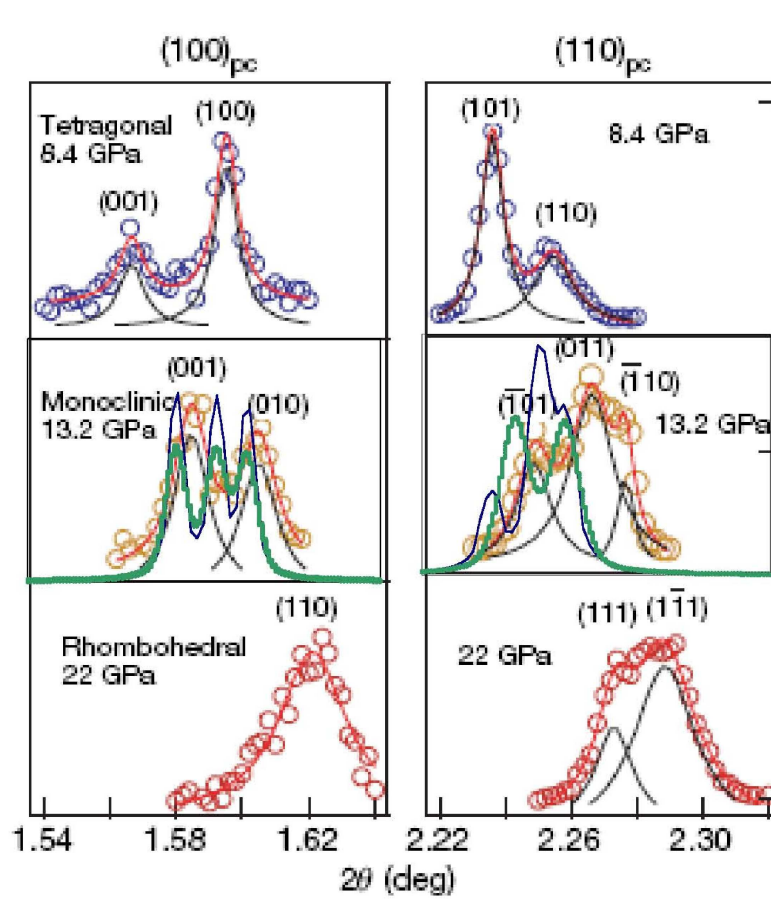 (100)pc
(110)pc
Tetragonal
8.4 GPa
(001)
(100)
(101)
(110)
8.4 GPa
Monoclinic
13.2 GPa
(001)
(010)
(1̅01)
(011)
(1̅10)
13.2 GPa
Rhombohedral
22 GPa
(110)
22 GPa
(111)
(11̅1)
1.54
1.58
1.62
2.22
2.26
2.30
2θ (deg)